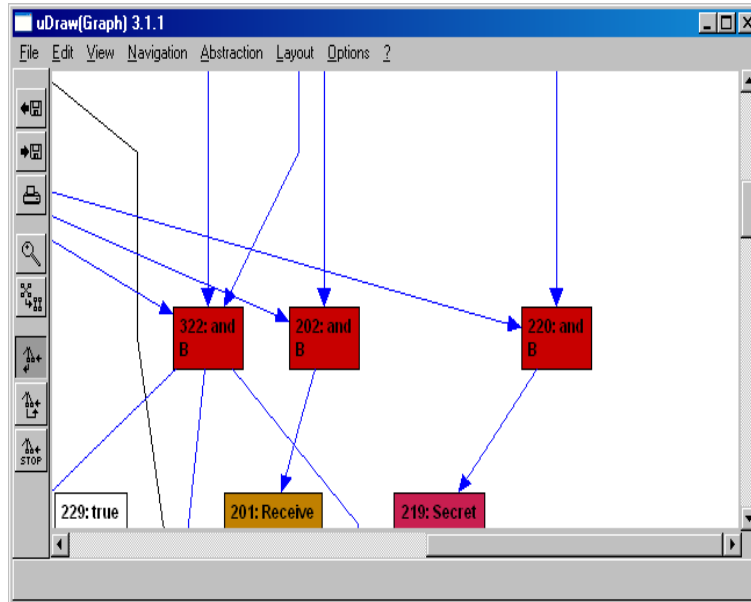 uDraw(Graph) 3.1.1
File Edit View Navigation Abstraction Layout Options ?
322: and
B
202: and
B
220: and
B
STOP
229: true
201: Receive
219: Secret